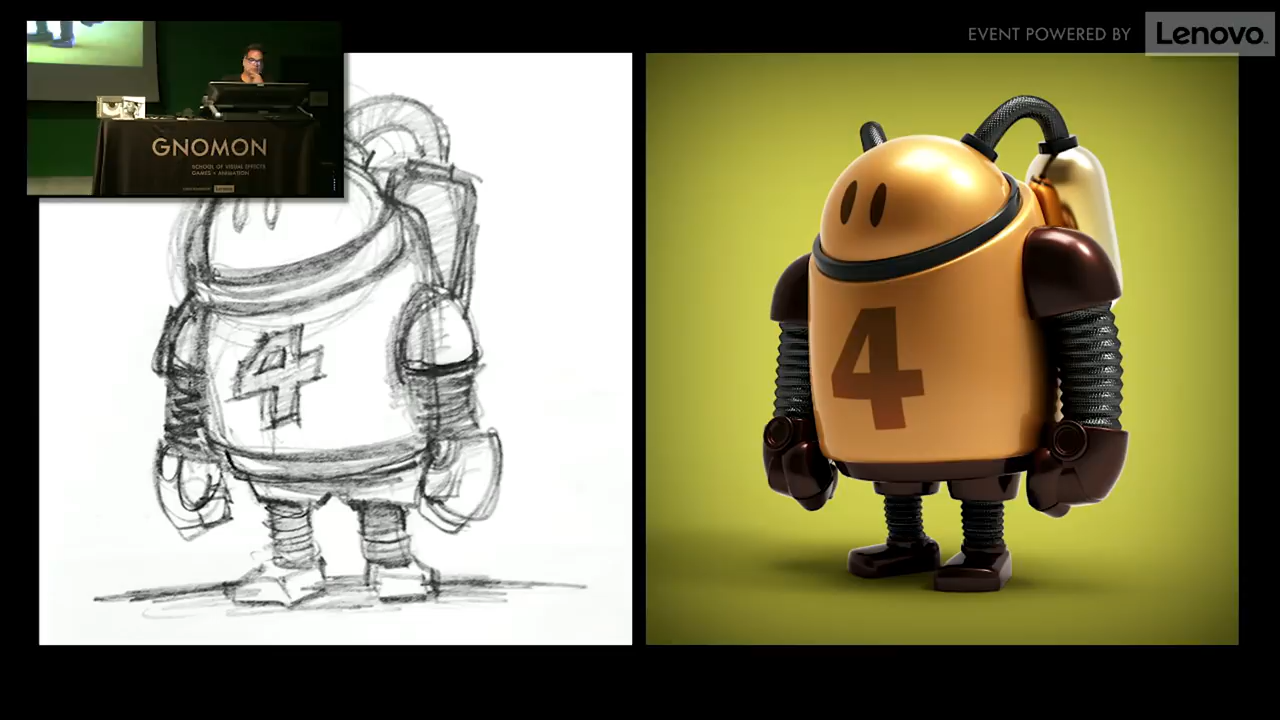 EVENT POWERED BY Lenovo
GNOMON
SCHOOL OF VISUAL EFFECTS
GAMES + ANIMATION
4
4